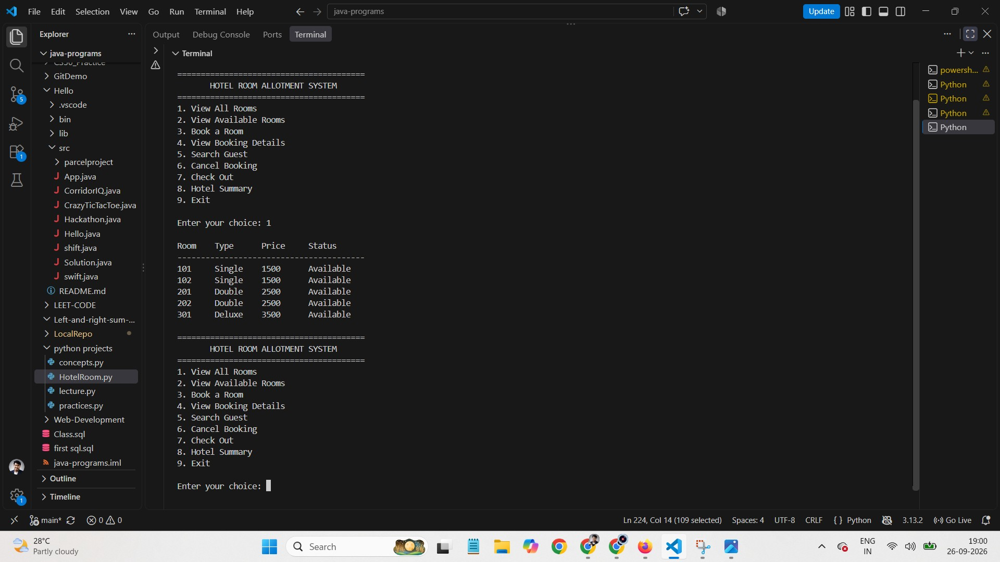 File Edit Selection View Go Run Terminal Help
java-programs
Update
Explorer
java-programs
CS50_Practice
GitDemo
Hello
.vscode
bin
lib
src
parcelproject
App.java
CorridorIQ.java
CrazyTicTacToe.java
Hackathon.java
Hello.java
shift.java
Solution.java
swift.java
README.md
LEET-CODE
Left-and-right-sum-...
LocalRepo
python projects
concepts.py
HotelRoom.py
lecture.py
practices.py
Web-Development
Class.sql
first sql.sql
java-programs.iml
Outline
Timeline
5
1
1
Output Debug Console Ports Terminal
Terminal
========================================
HOTEL ROOM ALLOTMENT SYSTEM
========================================
1. View All Rooms
2. View Available Rooms
3. Book a Room
4. View Booking Details
5. Search Guest
6. Cancel Booking
7. Check Out
8. Hotel Summary
9. Exit
Enter your choice: 1
Room Type Price Status
----------------------------------------
101 Single 1500 Available
102 Single 1500 Available
201 Double 2500 Available
202 Double 2500 Available
301 Deluxe 3500 Available
========================================
HOTEL ROOM ALLOTMENT SYSTEM
========================================
1. View All Rooms
2. View Available Rooms
3. Book a Room
4. View Booking Details
5. Search Guest
6. Cancel Booking
7. Check Out
8. Hotel Summary
9. Exit
Enter your choice:
powersh...
Python
Python
Python
Python
main* 0 0
Ln 224, Col 14 (109 selected) Spaces: 4 UTF-8 CRLF { } Python 3.13.2 Go Live
28°C
Partly cloudy
Search
ENG
IN
19:00
26-09-2026